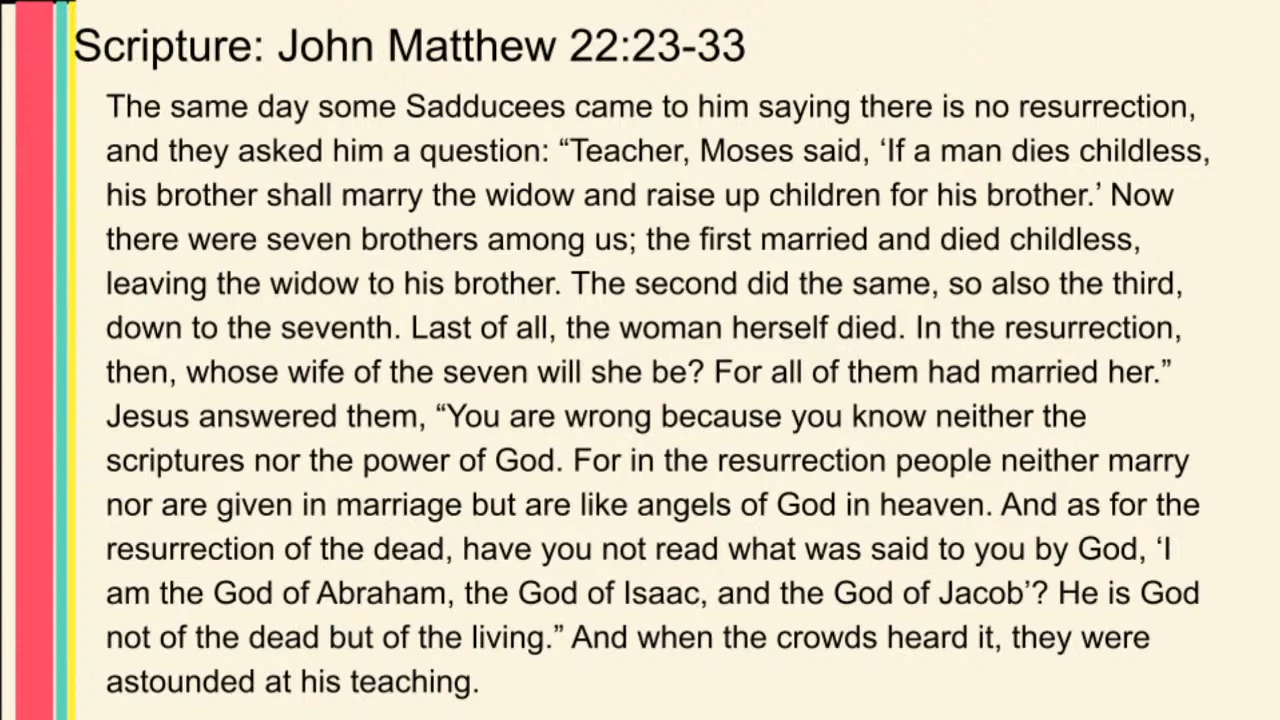 Scripture: John Matthew 22:23-33
The same day some Sadducees came to him saying there is no resurrection,
and they asked him a question: “Teacher, Moses said, ‘If a man dies childless,
his brother shall marry the widow and raise up children for his brother.’ Now
there were seven brothers among us; the first married and died childless,
leaving the widow to his brother. The second did the same, so also the third,
down to the seventh. Last of all, the woman herself died. In the resurrection,
then, whose wife of the seven will she be? For all of them had married her.”
Jesus answered them, “You are wrong because you know neither the
scriptures nor the power of God. For in the resurrection people neither marry
nor are given in marriage but are like angels of God in heaven. And as for the
resurrection of the dead, have you not read what was said to you by God, ‘I
am the God of Abraham, the God of Isaac, and the God of Jacob’? He is God
not of the dead but of the living.” And when the crowds heard it, they were
astounded at his teaching.